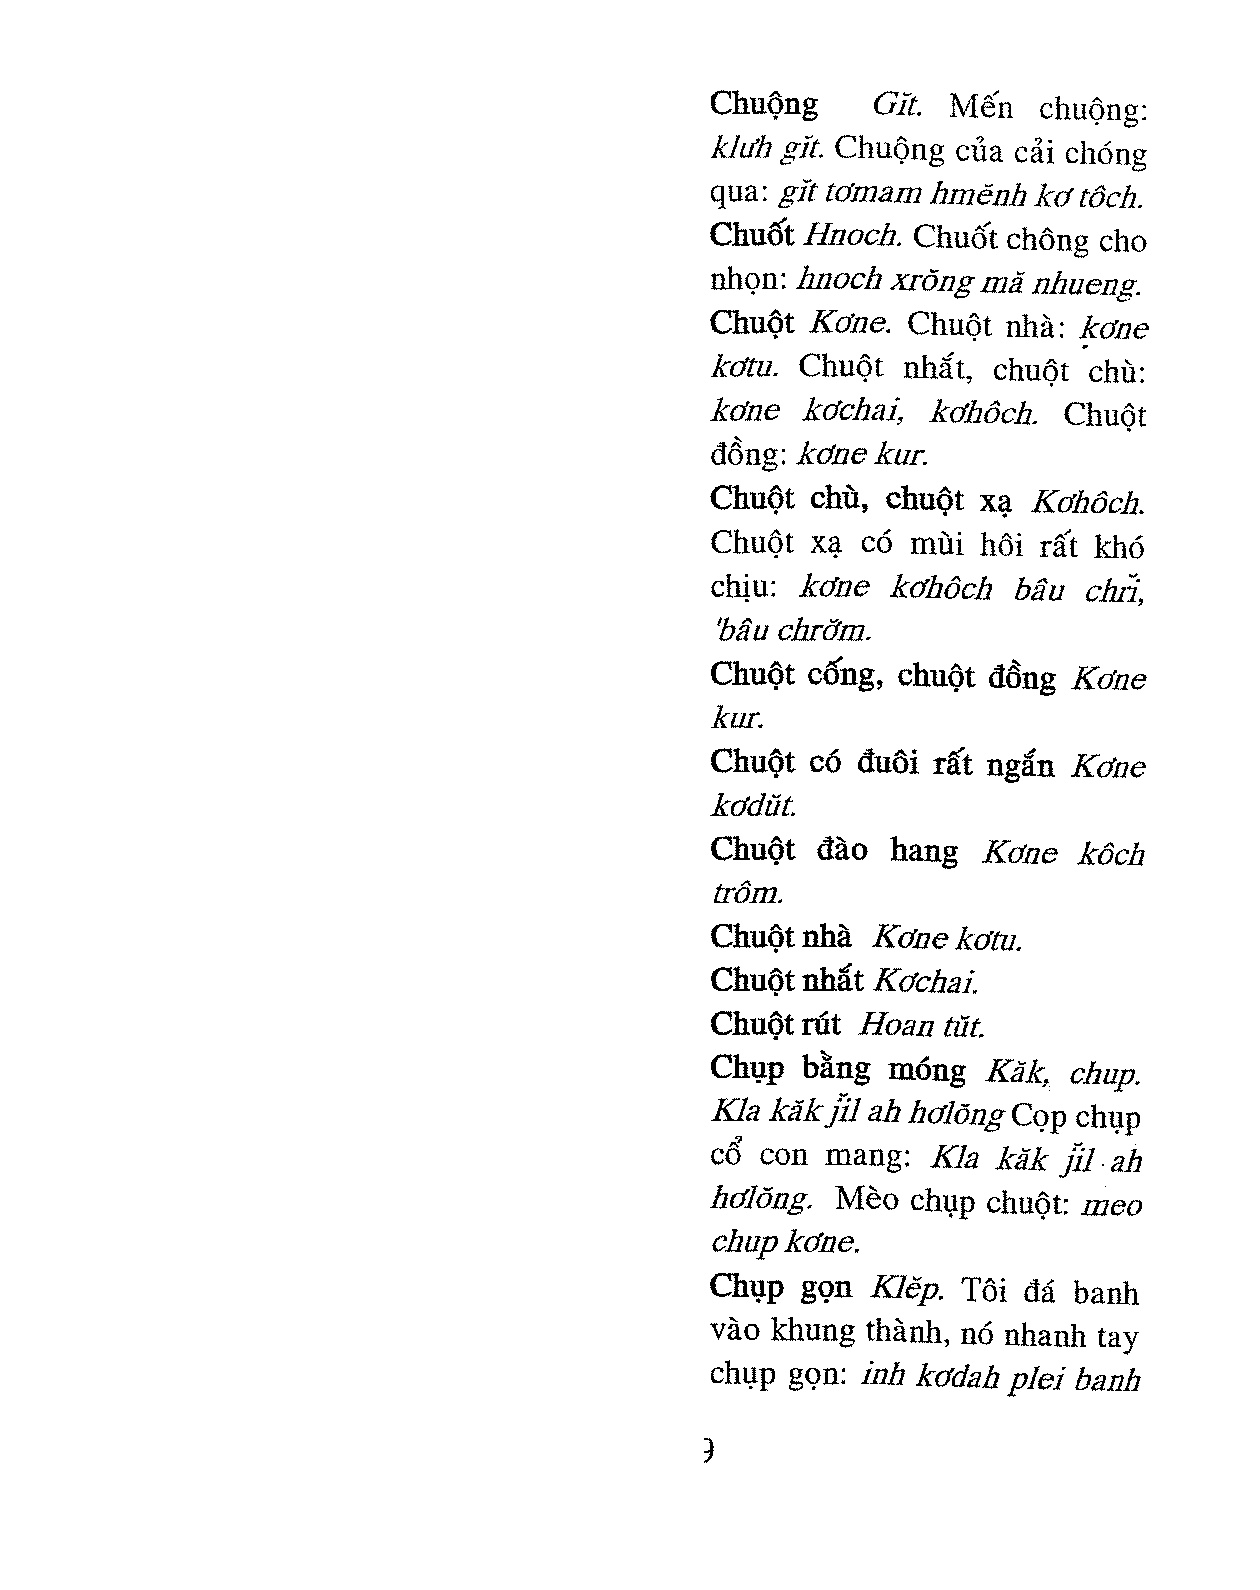 Chuộng Gĭt. Mến chuộng:
klưh gĭt. Chuộng của cải chóng
qua: gĭt tơmam hmĕnh kơ tôch.
Chuốt Hnoch. Chuốt chông cho
nhọn: hnoch xrŏng mă nhueng.
Chuột Kơne. Chuột nhà: kơne
kơtu. Chuột nhắt, chuột chù:
kơne kơchai, kơhôch. Chuột
đồng: kơne kur.
Chuột chù, chuột xạ Kơhôch.
Chuột xạ có mùi hôi rất khó
chịu: kơne kơhôch bâu chrĭ,
'bâu chrơ̆m.
Chuột cống, chuột đồng Kơne
kur.
Chuột có đuôi rất ngắn Kơne
kơdŭt.
Chuột đào hang Kơne kôch
trôm.
Chuột nhà Kơne kơtu.
Chuột nhắt Kơchai.
Chuột rút Hoan tŭt.
Chụp bằng móng Kăk, chup.
Kla kăk jĭl ah hơlŏng Cọp chụp
cổ con mang: Kla kăk jĭl ah
hơlŏng. Mèo chụp chuột: meo
chup kơne.
Chụp gọn Klĕp. Tôi đá banh
vào khung thành, nó nhanh tay
chụp gọn: inh kơdah plei banh
9